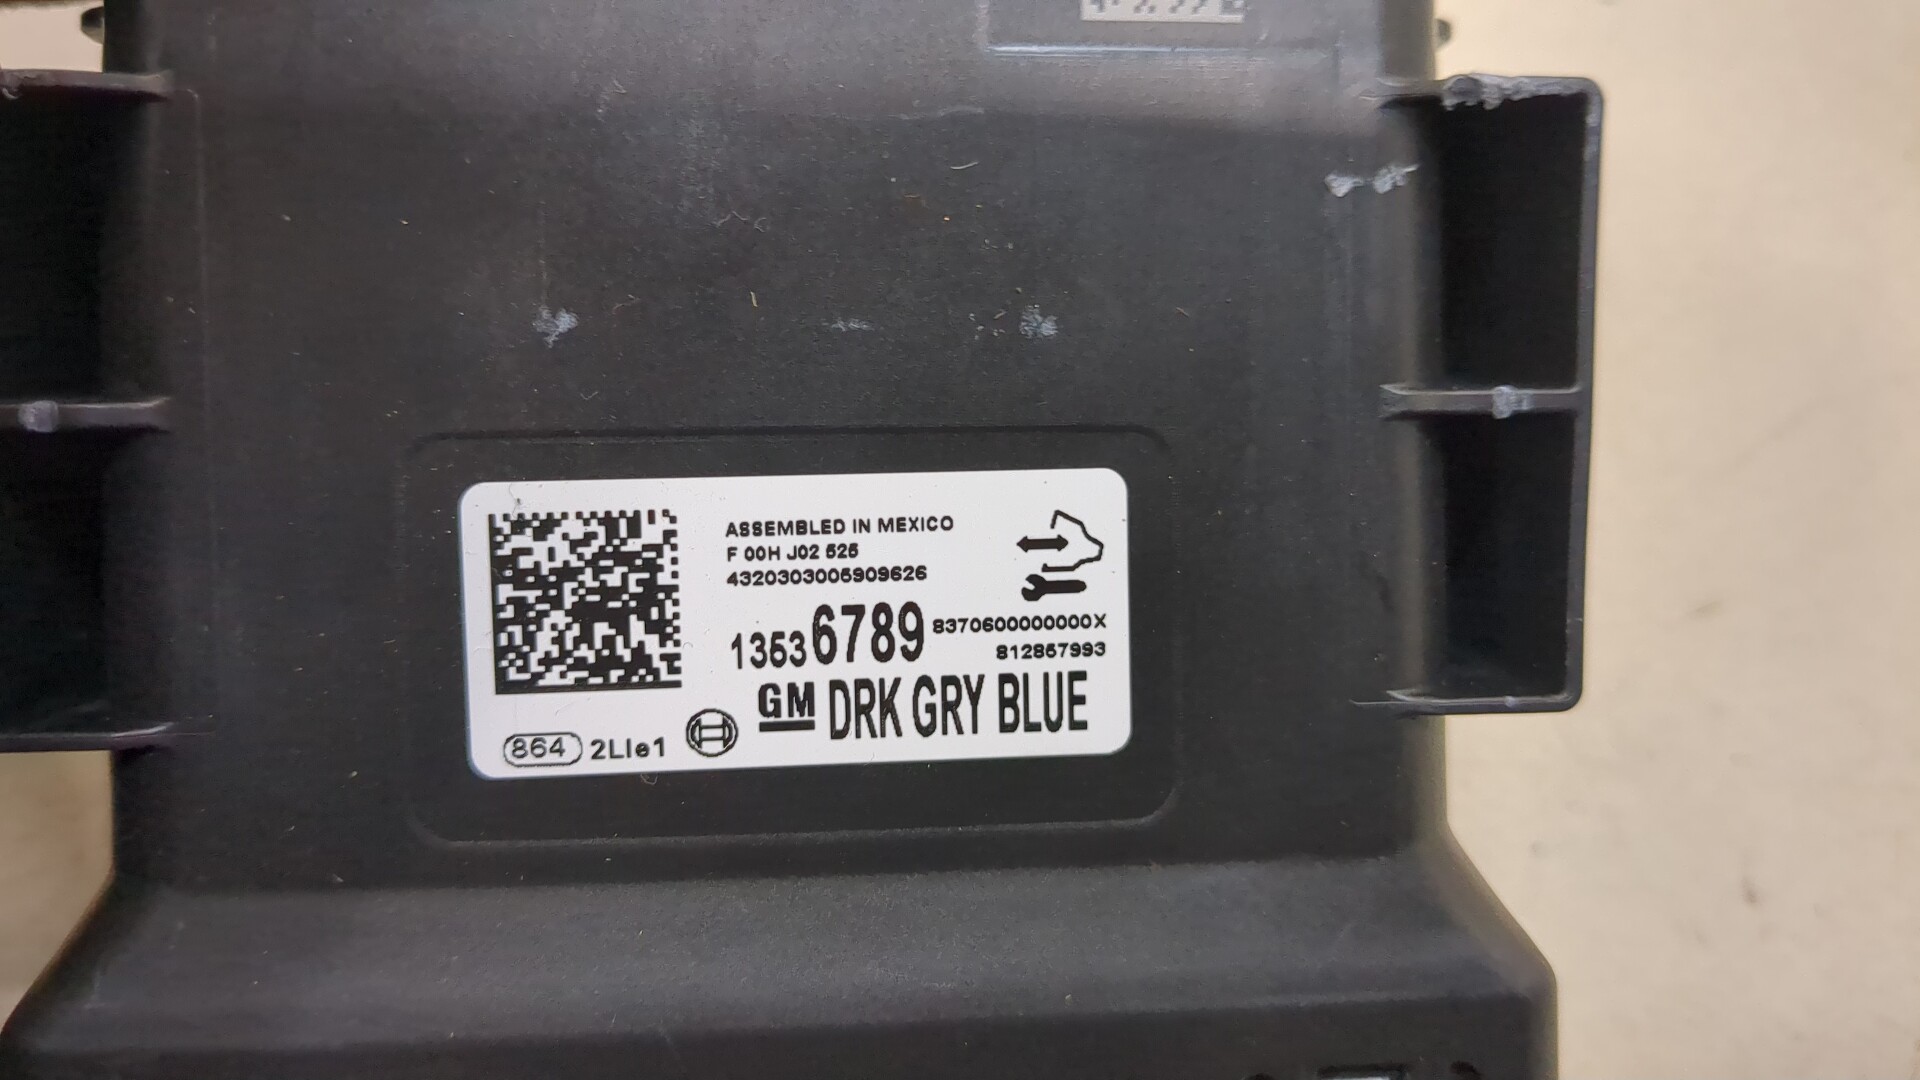 ASSEMBLED IN MEXICO
F 00H J02 525
4320303005909626
13536789
8370600000000X
812857993
GM DRK GRY BLUE
864 2LIe1